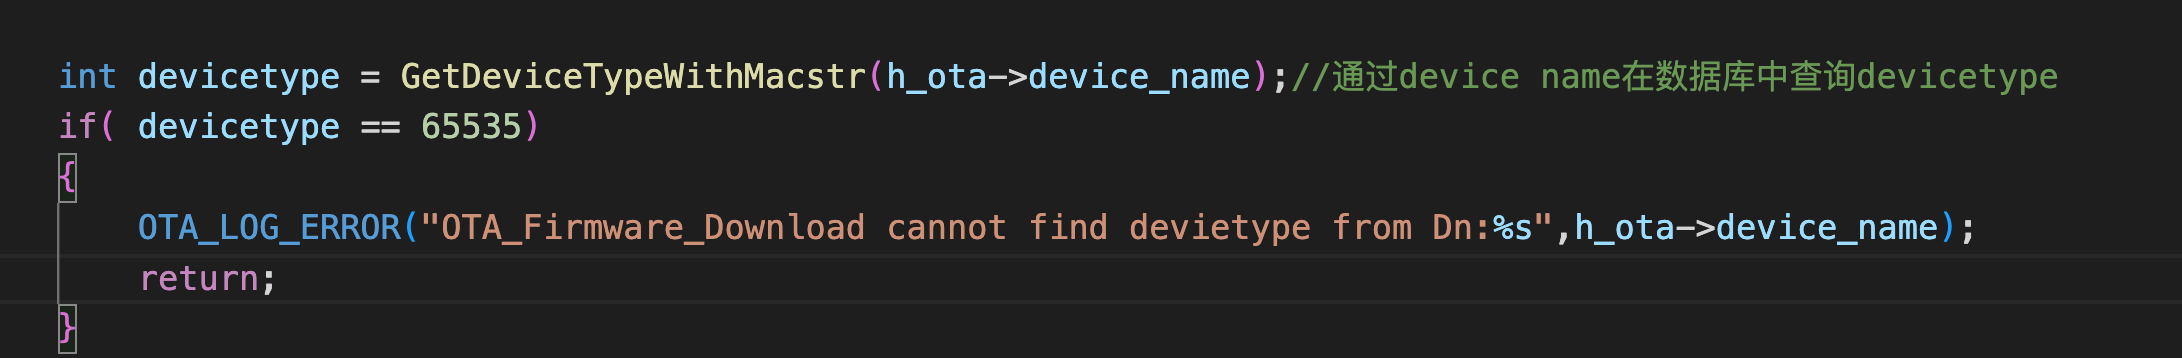 int devicetype = GetDeviceTypeWithMacstr(h_ota->device_name);//通过device name在数据库中查询devicetype
if( devicetype == 65535)
{
    OTA_LOG_ERROR("OTA_Firmware_Download cannot find devietype from Dn:%s",h_ota->device_name);
    return;
}